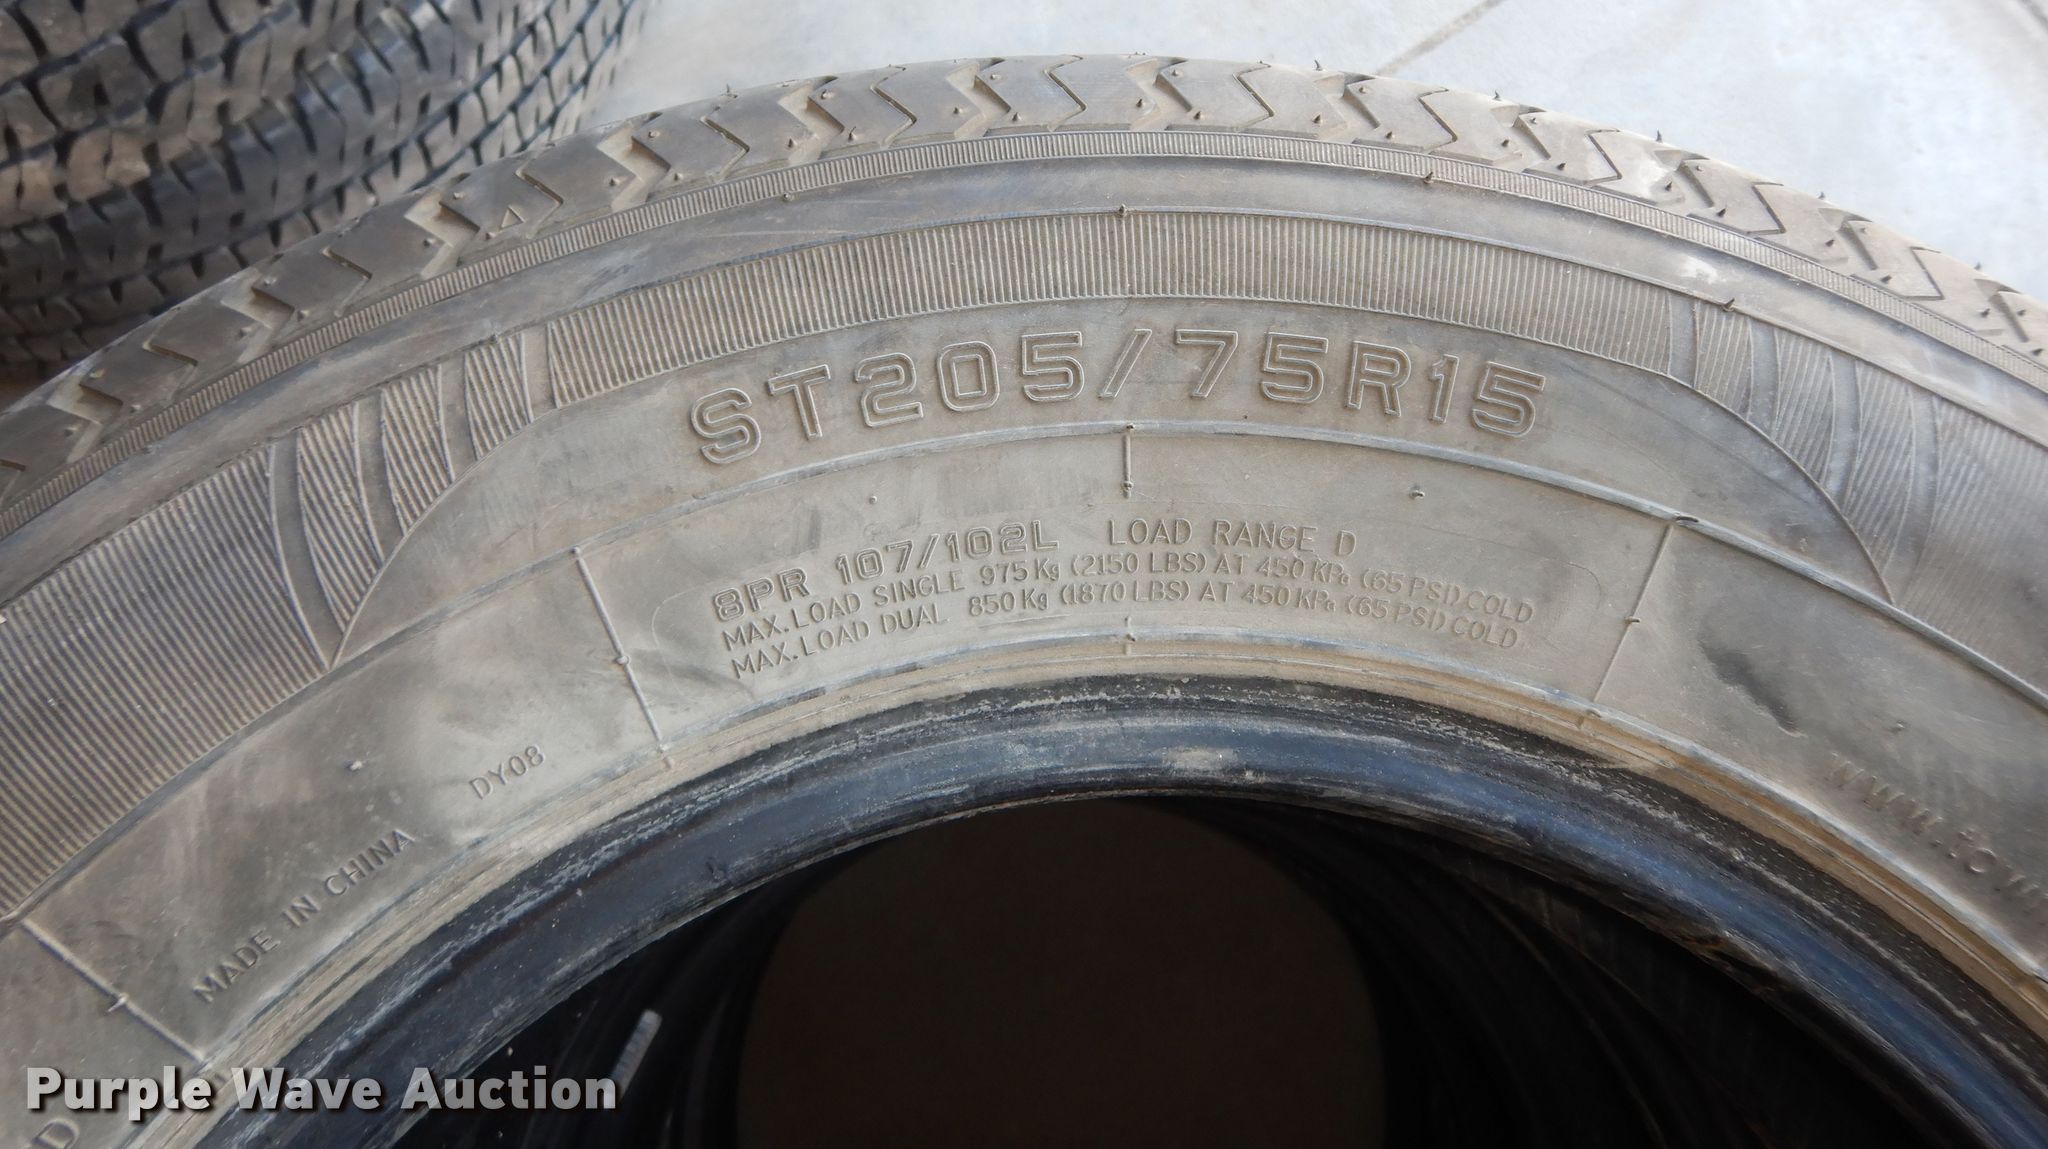 ST205/75R15
8PR 107/102L LOAD RANGE D
MAX. LOAD SINGLE 975 Kg (2150 LBS) AT 450 KPa (65 PSI) COLD
MAX. LOAD DUAL 850 Kg (1870 LBS) AT 450 KPa (65 PSI) COLD
DY08
MADE IN CHINA
Purple Wave Auction